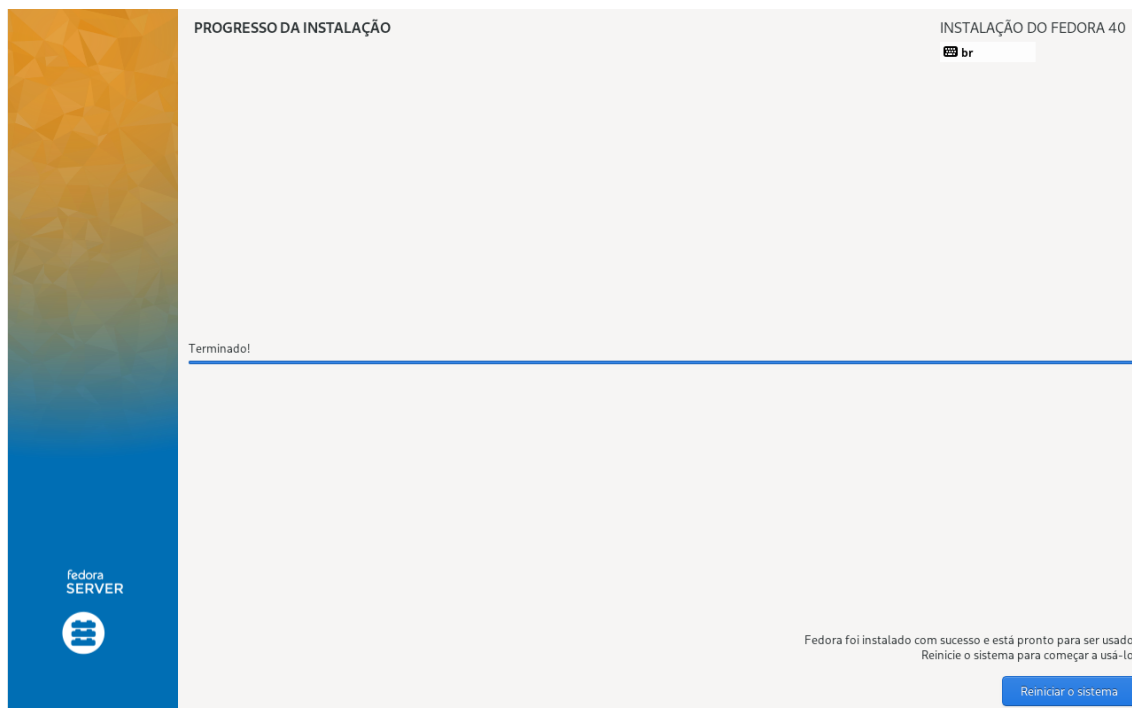 PROGRESSO DA INSTALAÇÃO
INSTALAÇÃO DO FEDORA 40
br
Terminado!
fedora
SERVER
Fedora foi instalado com sucesso e está pronto para ser usado
Reinicie o sistema para começar a usá-lo
Reiniciar o sistema